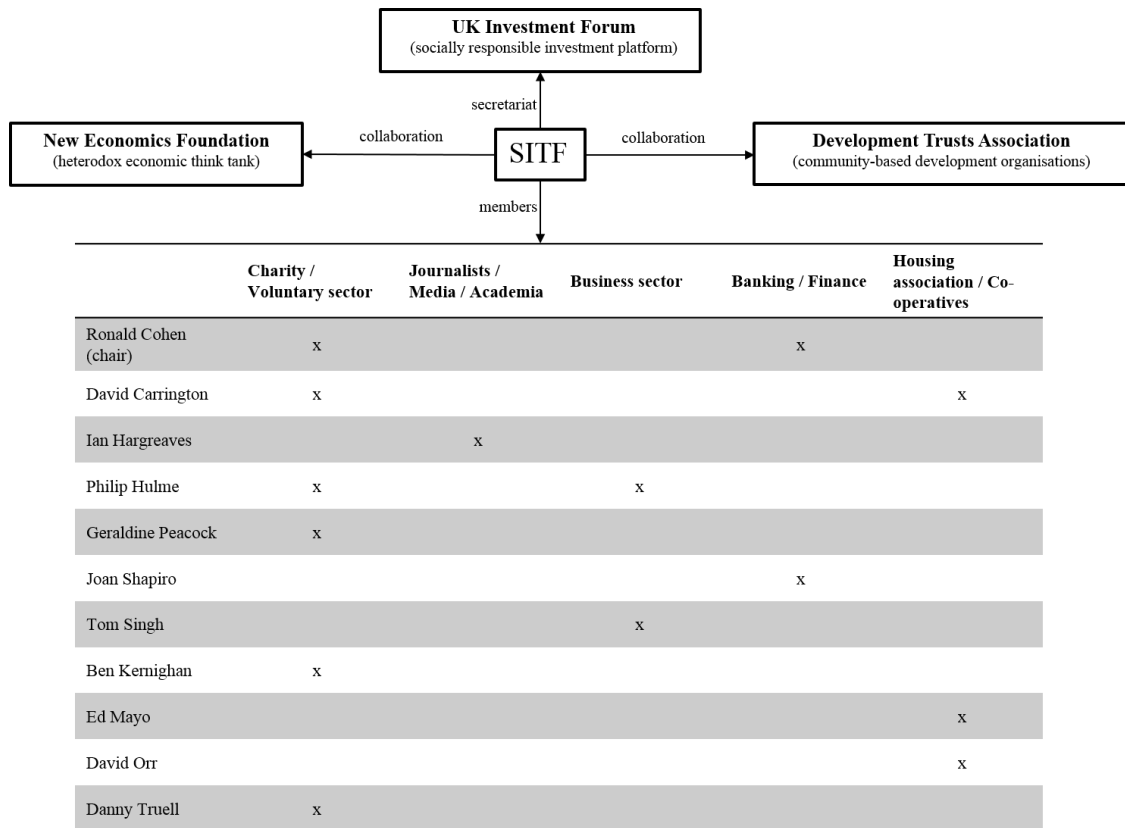 UK Investment Forum
(socially responsible investment platform)
secretariat
New Economics Foundation
(heterodox economic think tank)
collaboration
SITF
collaboration
Development Trusts Association
(community-based development organisations)
members
Charity /
Voluntary sector
Journalists /
Media / Academia
Business sector
Banking / Finance
Housing
association / Co-
operatives
Ronald Cohen
(chair)
x x
David Carrington x x
Ian Hargreaves x
Philip Hulme x x
Geraldine Peacock x
Joan Shapiro x
Tom Singh x
Ben Kernighan x
Ed Mayo x
David Orr x
Danny Truell x